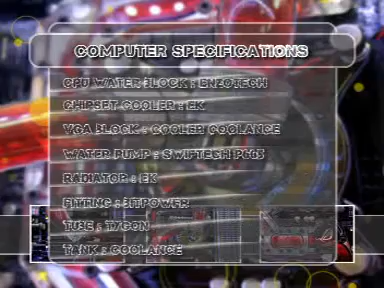 COMPUTER SPECIFICATIONS
CPU WATER BLOCK : ENZOTECH
CHIPSET COOLER : EK
VGA BLOCK : COOLER COOLANCE
WATER PUMP : SWIFTECH P655
RADIATOR : EK
FITTING : BITPOWER
TUBE : TYGON
TANK : COOLANCE